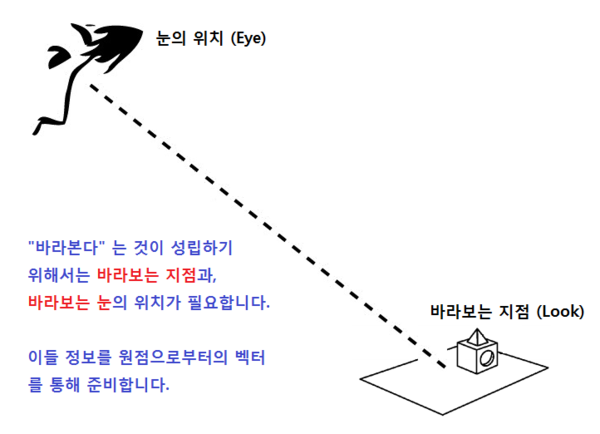 눈의 위치 (Eye)
"바라본다" 는 것이 성립하기
위해서는 바라보는 지점과,
바라보는 눈의 위치가 필요합니다.
바라보는 지점 (Look)
이들 정보를 원점으로부터의 벡터
를 통해 준비합니다.